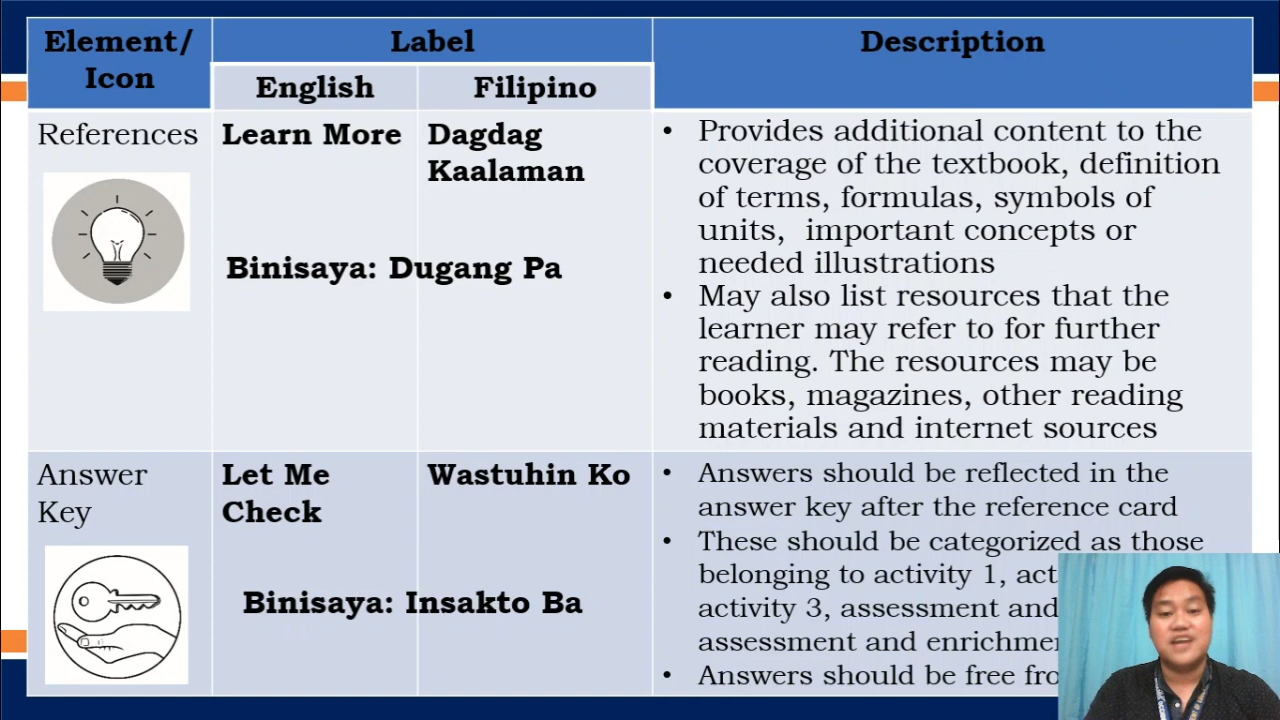 Element/
Icon
Label
Description
English
Filipino
References
Learn More
Dagdag
Kaalaman
Binisaya: Dugang Pa
• Provides additional content to the
coverage of the textbook, definition
of terms, formulas, symbols of
units, important concepts or
needed illustrations
• May also list resources that the
learner may refer to for further
reading. The resources may be
books, magazines, other reading
materials and internet sources
Answer
Key
Let Me
Check
Wastuhin Ko
Binisaya: Insakto Ba
• Answers should be reflected in the
answer key after the reference card
• These should be categorized as those
belonging to activity 1,
activity 3, assessment and
assessment and
• Answers should be free